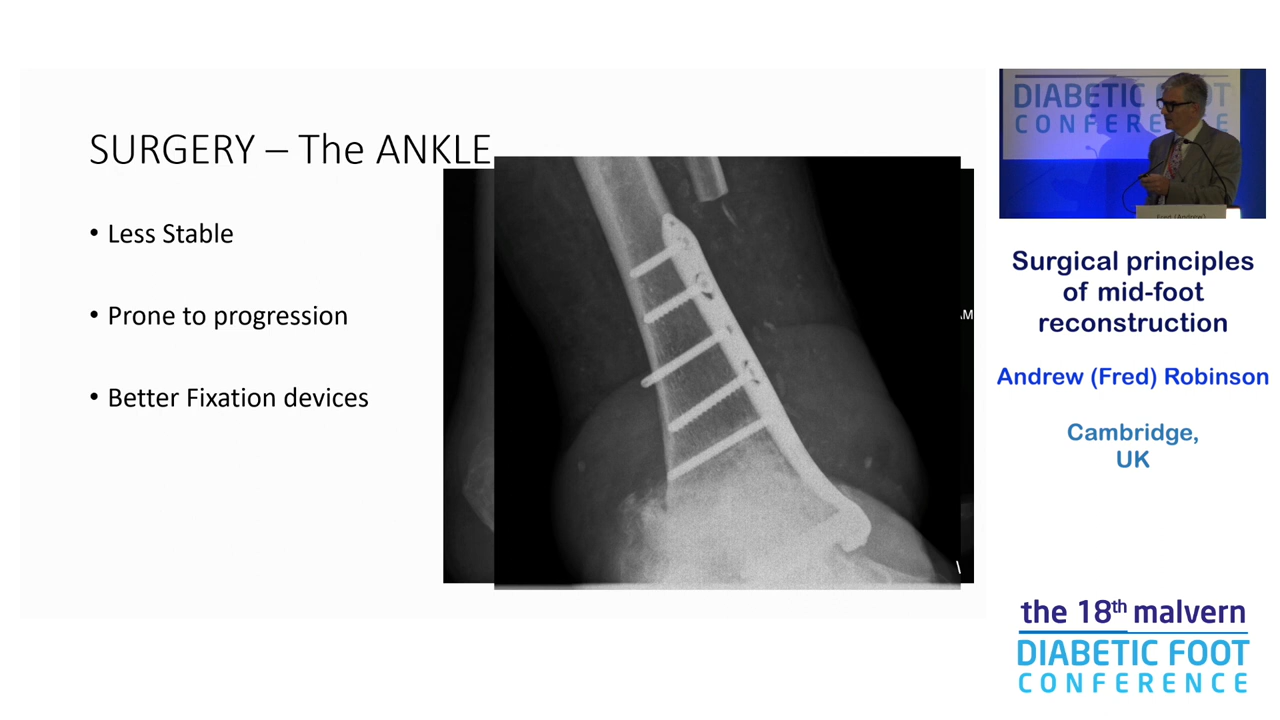 SURGERY – The ANKLE
• Less Stable
• Prone to progression
• Better Fixation devices
DIABETIC FOOT
CONFERE E
Surgical principles
of mid-foot
reconstruction
Andrew (Fred) Robinson
Cambridge,
UK
the 18th malvern
DIABETIC FOOT
CONFERENCE